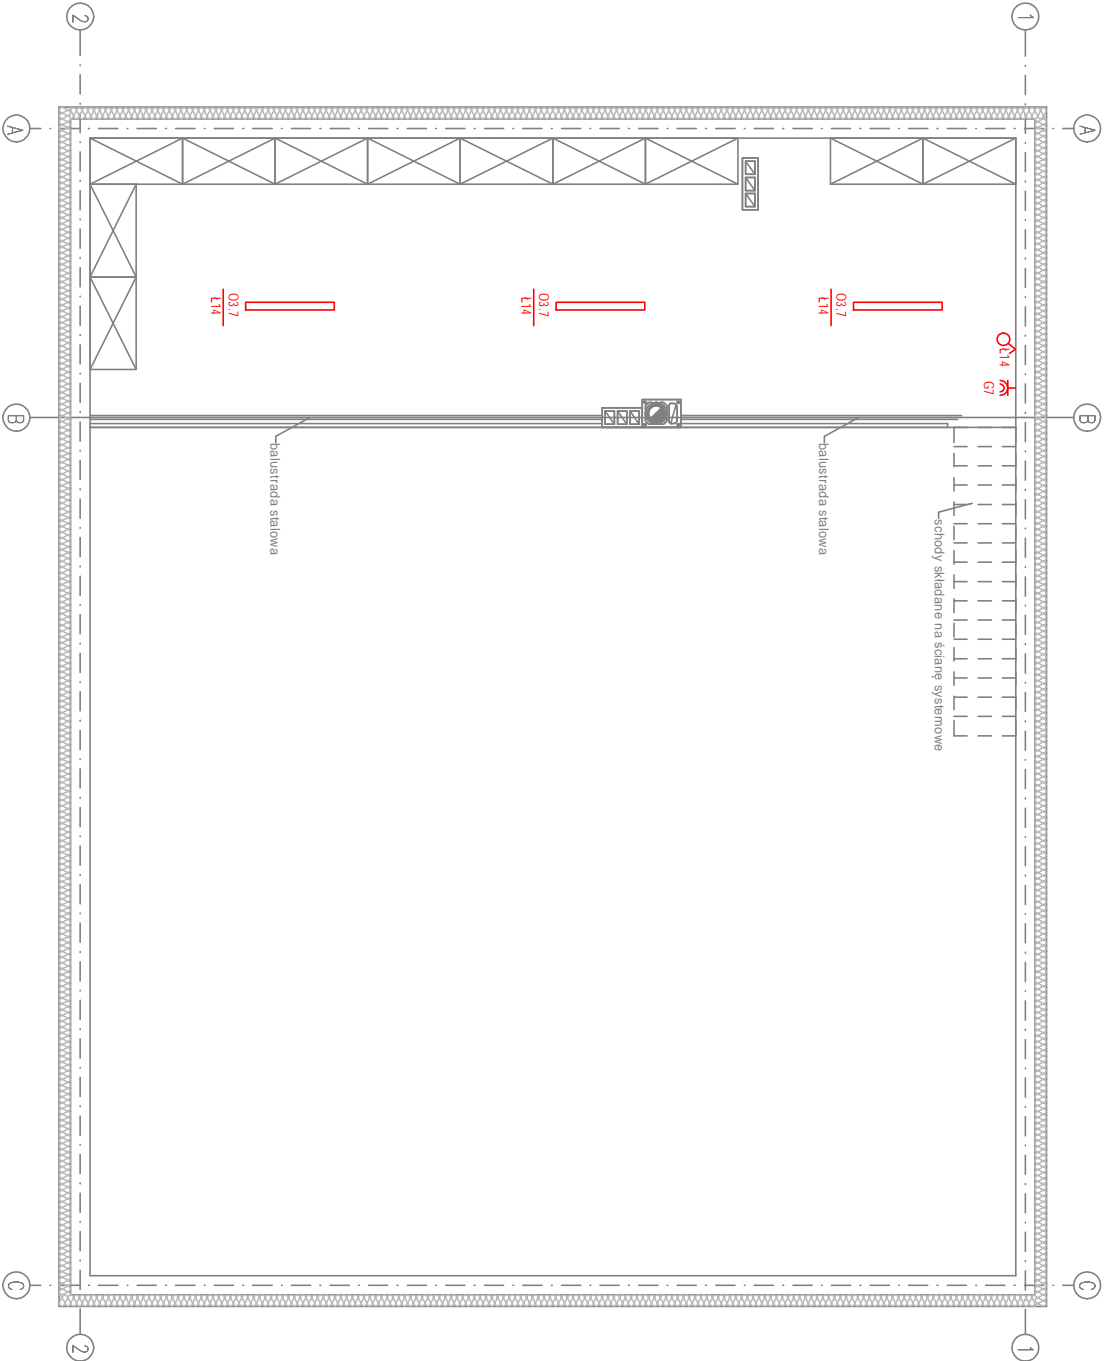 2
1
A
A
O3.7
Ł14
O3.7
Ł14
O3.7
Ł14
Ł14
G7
B
B
balustrada stalowa
balustrada stalowa
schody składane na ścianę systemowe
C
C
2
1